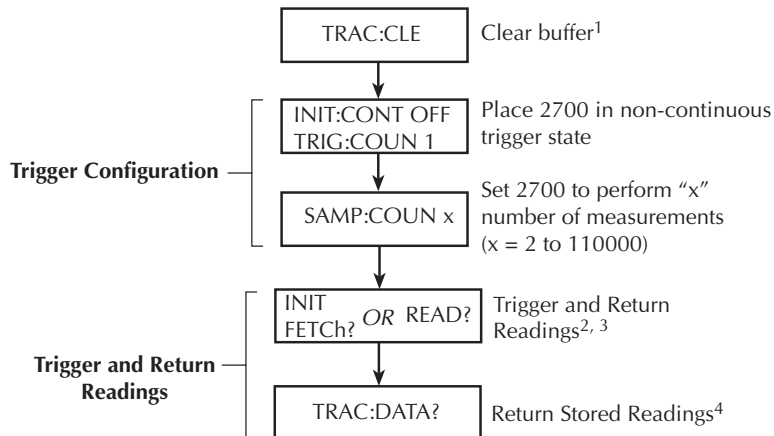 TRAC:CLE
Clear buffer1
INIT:CONT OFF
TRIG:COUN 1
Place 2700 in non-continuous
trigger state
Trigger Configuration
SAMP:COUN x
Set 2700 to perform “x”
number of measurements
(x = 2 to 110000)
INIT
FETCh? OR READ?
Trigger and Return
Readings2, 3
Trigger and Return
Readings
TRAC:DATA?
Return Stored Readings4